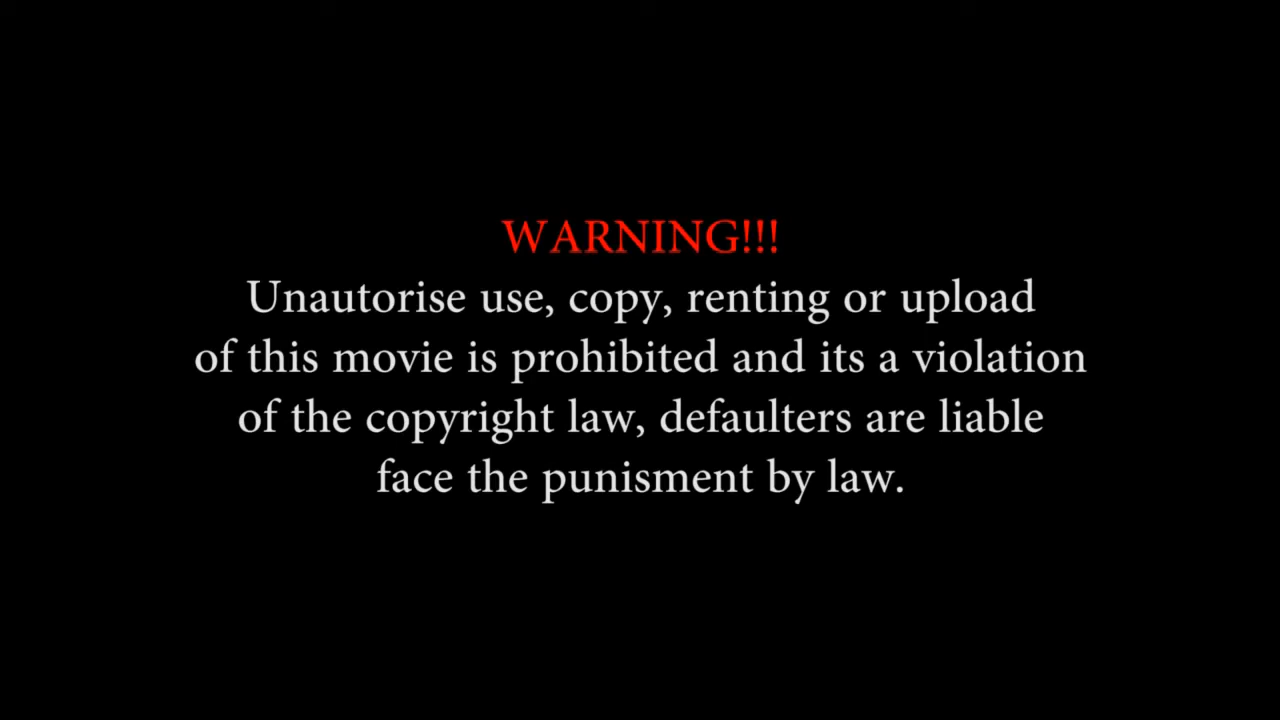 WARNING!!!
Unautorise use, copy, renting or upload
of this movie is prohibited and its a violation
of the copyright law, defaulters are liable
face the punisment by law.